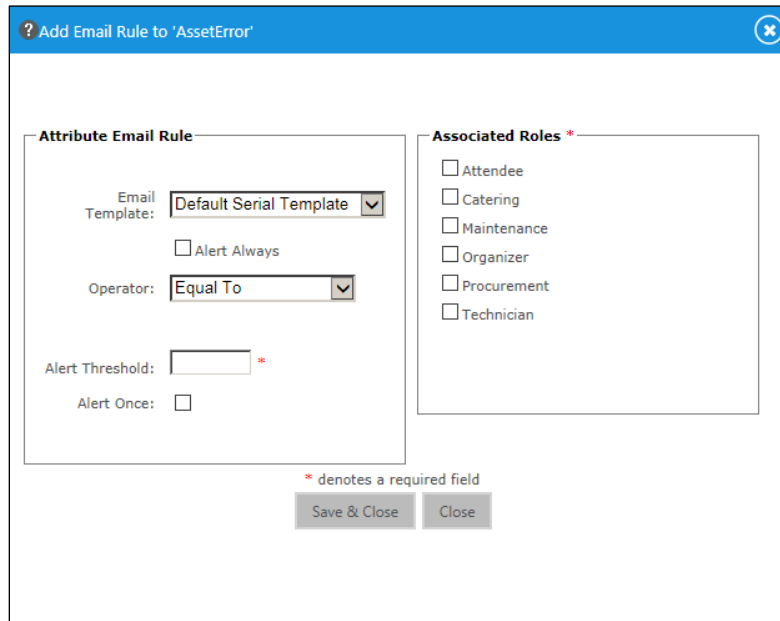 Add Email Rule to 'AssetError'
Attribute Email Rule
Email
Template:
Default Serial Template
Alert Always
Operator:
Equal To
Alert Threshold:
*
Alert Once:
Associated Roles *
Attendee
Catering
Maintenance
Organizer
Procurement
Technician
* denotes a required field
Save & Close
Close